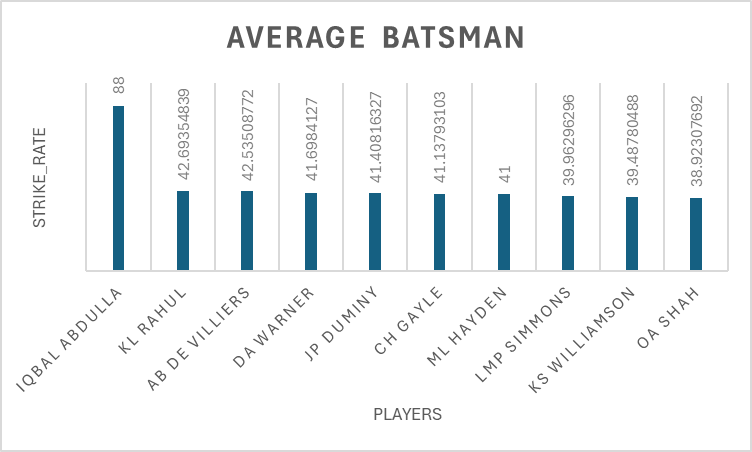 AVERAGE BATSMAN
STRIKE_RATE
88
42.69354839
42.53508772
41.6984127
41.40816327
41.13793103
41
39.96296296
39.48780488
38.92307692
IQBAL ABDULLA
KL RAHUL
AB DE VILLIERS
DA WARNER
JP DUMINY
CH GAYLE
ML HAYDEN
LMP SIMMONS
KS WILLIAMSON
OA SHAH
PLAYERS